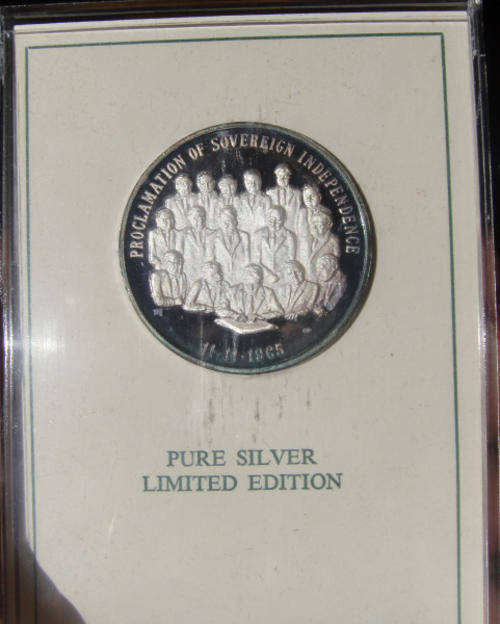 PROCLAMATION OF SOVEREIGN INDEPENDENCE
11-11-1965
PURE SILVER
LIMITED EDITION